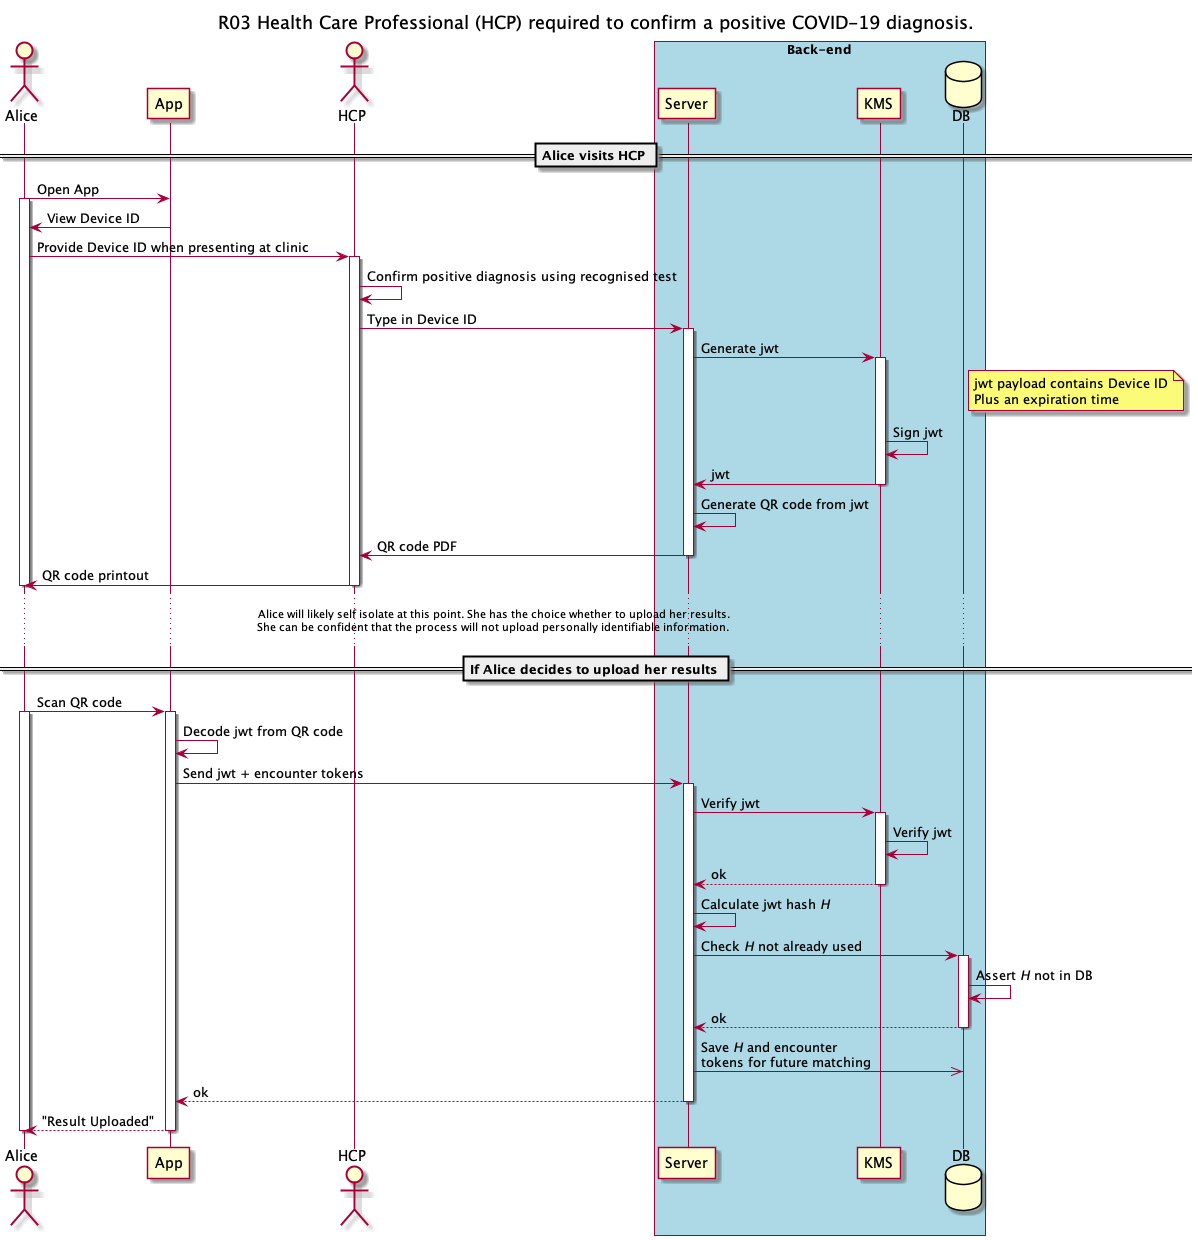 R03 Health Care Professional (HCP) required to confirm a positive COVID-19 diagnosis.
Back-end
Alice
App
HCP
Server
KMS
DB
Alice visits HCP
Open App
View Device ID
Provide Device ID when presenting at clinic
Confirm positive diagnosis using recognised test
Type in Device ID
Generate jwt
jwt payload contains Device ID
Plus an expiration time
Sign jwt
jwt
Generate QR code from jwt
QR code PDF
QR code printout
Alice will likely self isolate at this point. She has the choice whether to upload her results.
She can be confident that the process will not upload personally identifiable information.
If Alice decides to upload her results
Scan QR code
Decode jwt from QR code
Send jwt + encounter tokens
Verify jwt
Verify jwt
ok
Calculate jwt hash H
Check H not already used
Assert H not in DB
ok
Save H and encounter
tokens for future matching
ok
"Result Uploaded"
Alice
App
HCP
Server
KMS
DB